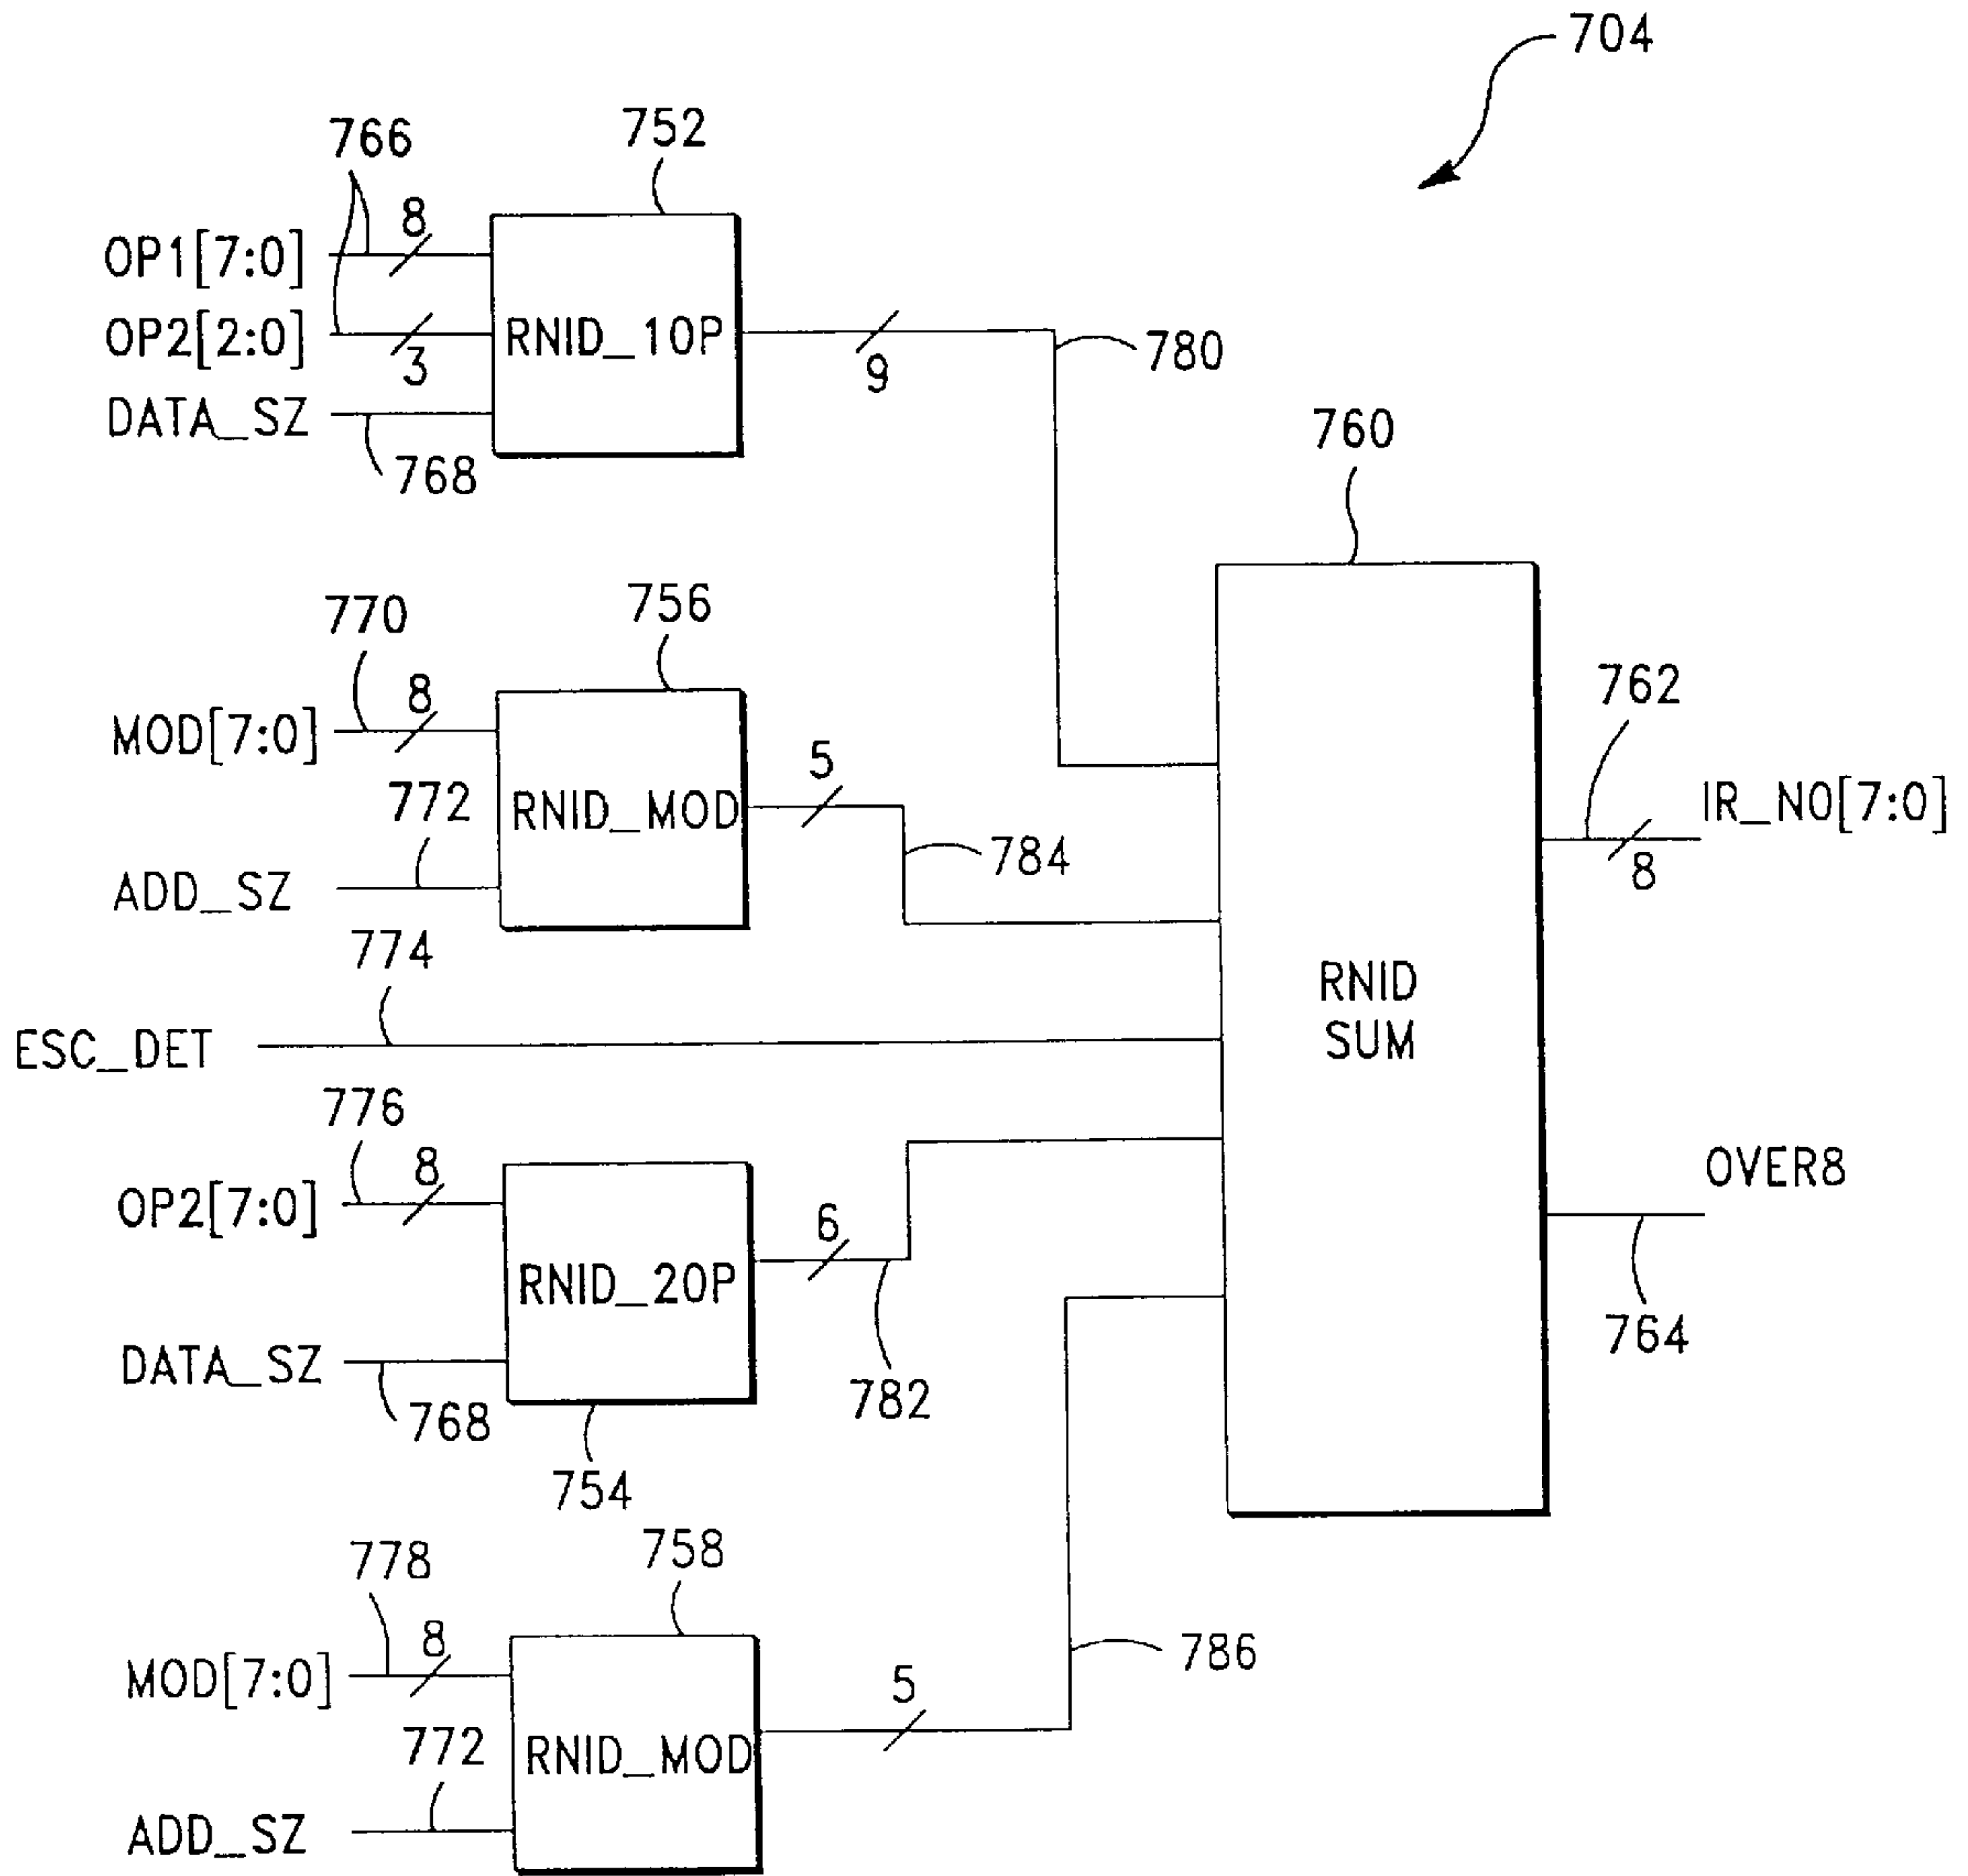 704
752
766
8
OP1[7:0]
OP2[2:0]
3
RNID_1OP
9
780
DATA_SZ
768
760
770
756
8
MOD[7:0]
5
762
772
RNID_MOD
IR_NO[7:0]
784
8
ADD_SZ
774
RNID
SUM
ESC_DET
776
8
OP2[7:0]
OVER8
6
RNID_2OP
764
DATA_SZ
782
768
754
778
758
8
MOD[7:0]
786
5
772
RNID_MOD
ADD_SZ